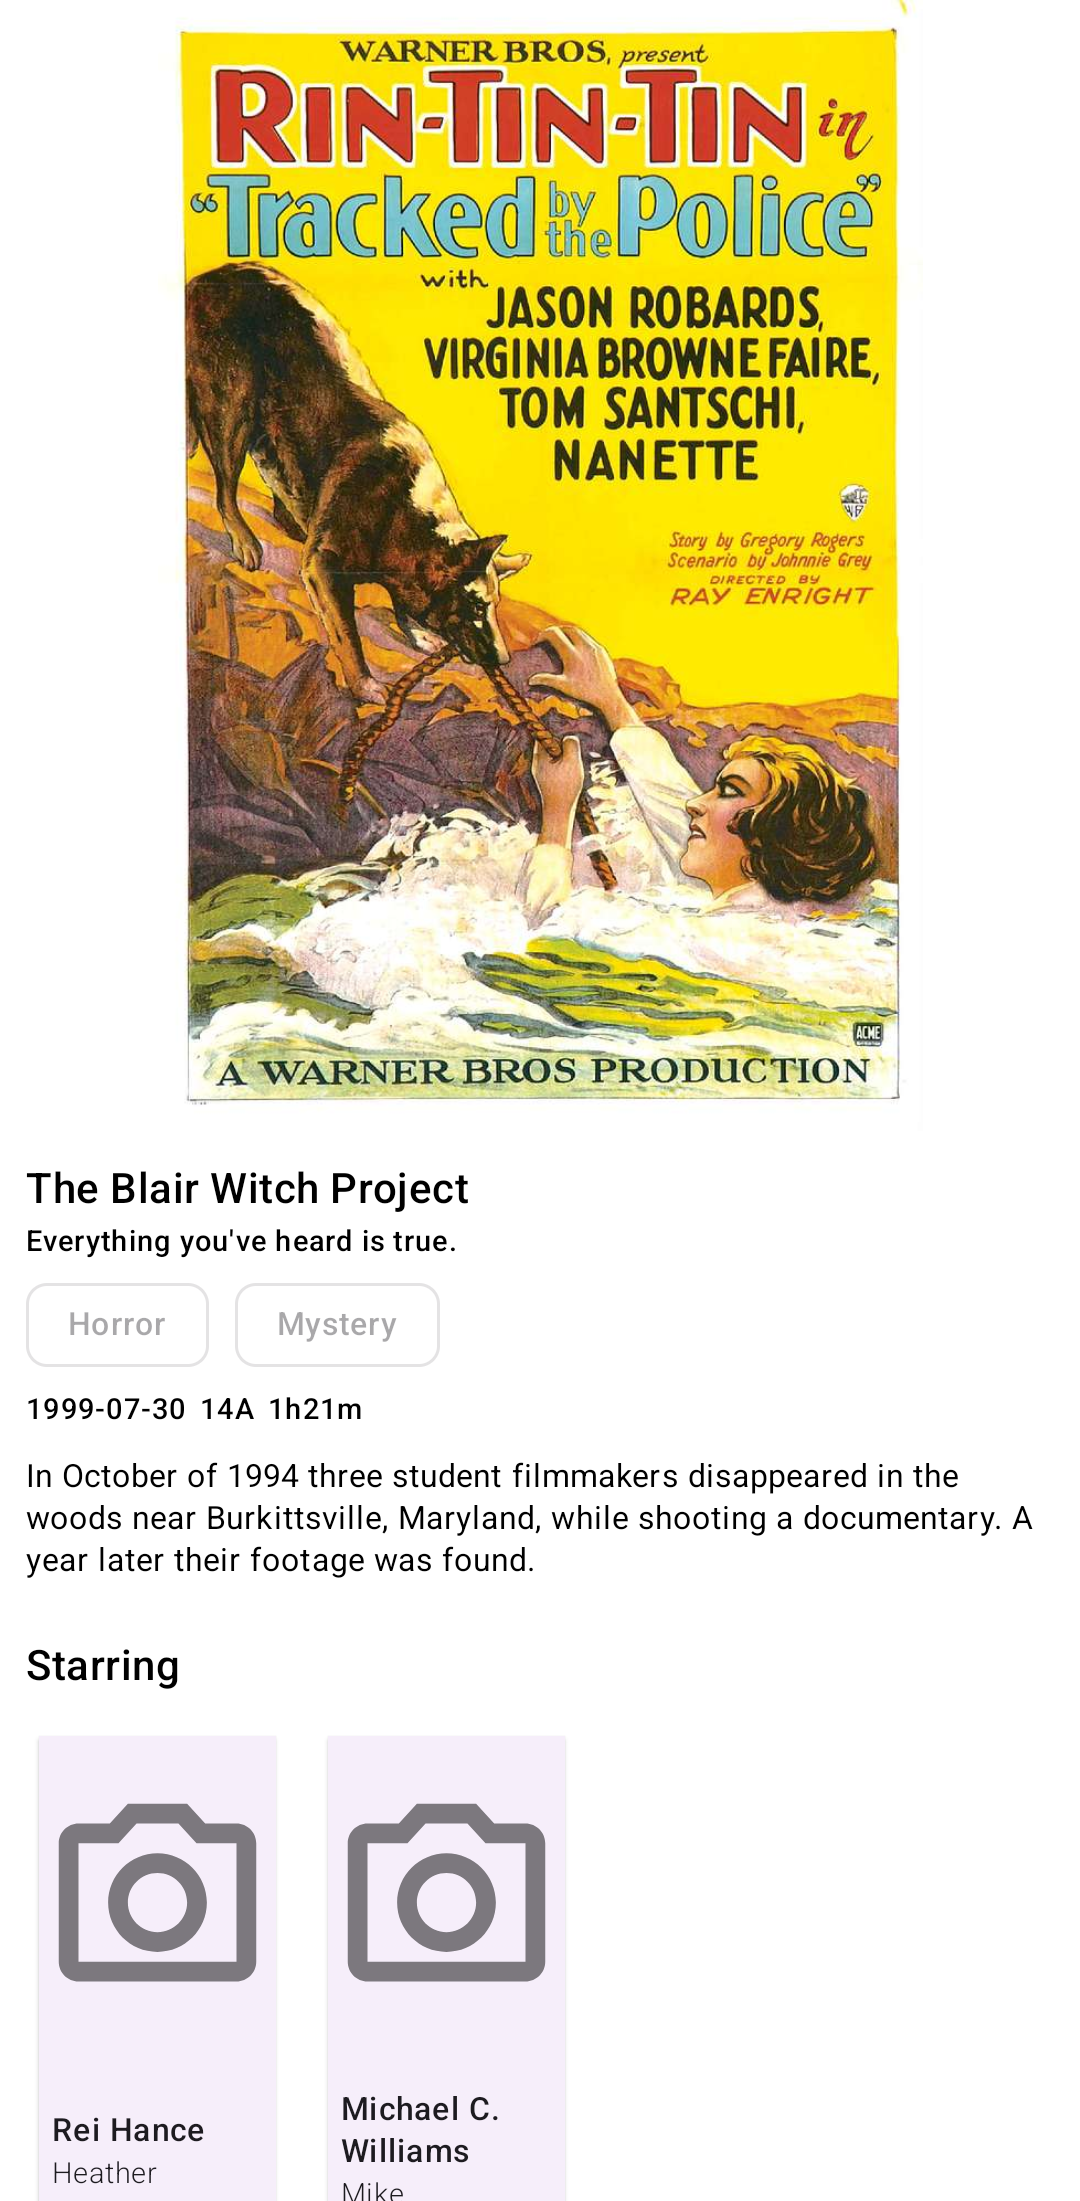 WARNER BROS, present
RIN-TIN-TIN in
"Tracked by the Police"
with
JASON ROBARDS,
VIRGINIA BROWNE FAIRE,
TOM SANTSCHI,
NANETTE
Story by Gregory Rogers
Scenario by Johnnie Grey
DIRECTED BY
RAY ENRIGHT
ACME
A WARNER BROS PRODUCTION
The Blair Witch Project
Everything you've heard is true.
Horror Mystery
1999-07-30 14A 1h21m
In October of 1994 three student filmmakers disappeared in the
woods near Burkittsville, Maryland, while shooting a documentary. A
year later their footage was found.
Starring
Rei Hance
Heather
Michael C.
Williams
Mike